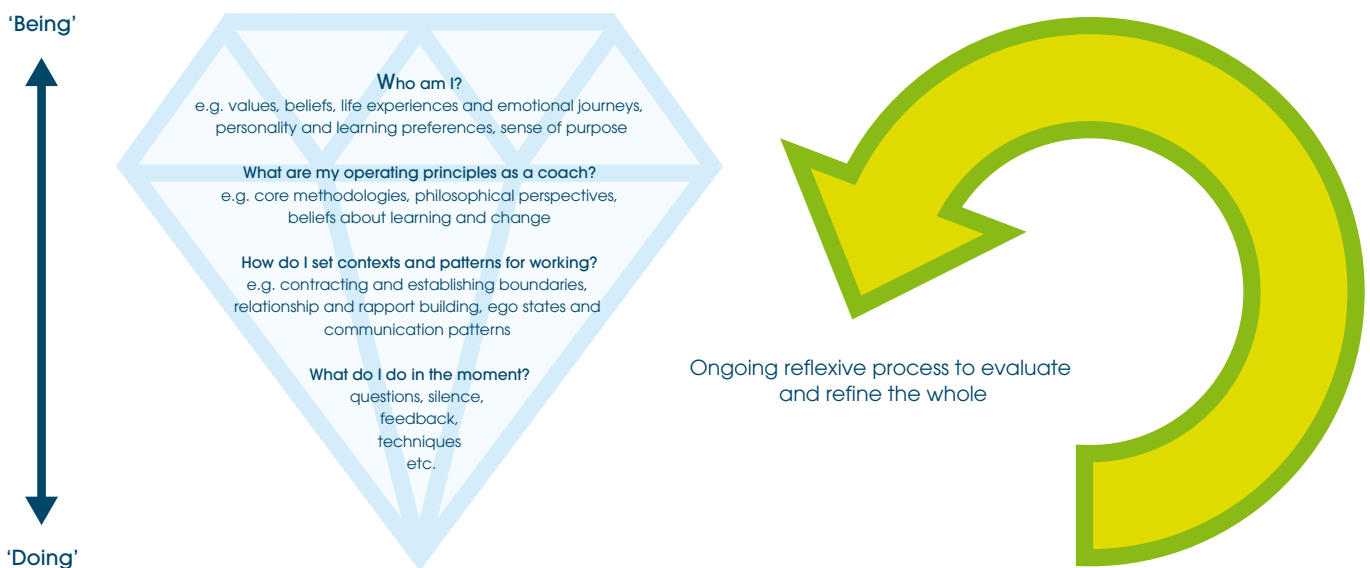 ‘Being’
Who am I?
e.g. values, beliefs, life experiences and emotional journeys,
personality and learning preferences, sense of purpose
What are my operating principles as a coach?
e.g. core methodologies, philosophical perspectives,
beliefs about learning and change
How do I set contexts and patterns for working?
e.g. contracting and establishing boundaries,
relationship and rapport building, ego states and
communication patterns
What do I do in the moment?
questions, silence,
feedback,
techniques
etc.
Ongoing reflexive process to evaluate
and refine the whole
‘Doing’